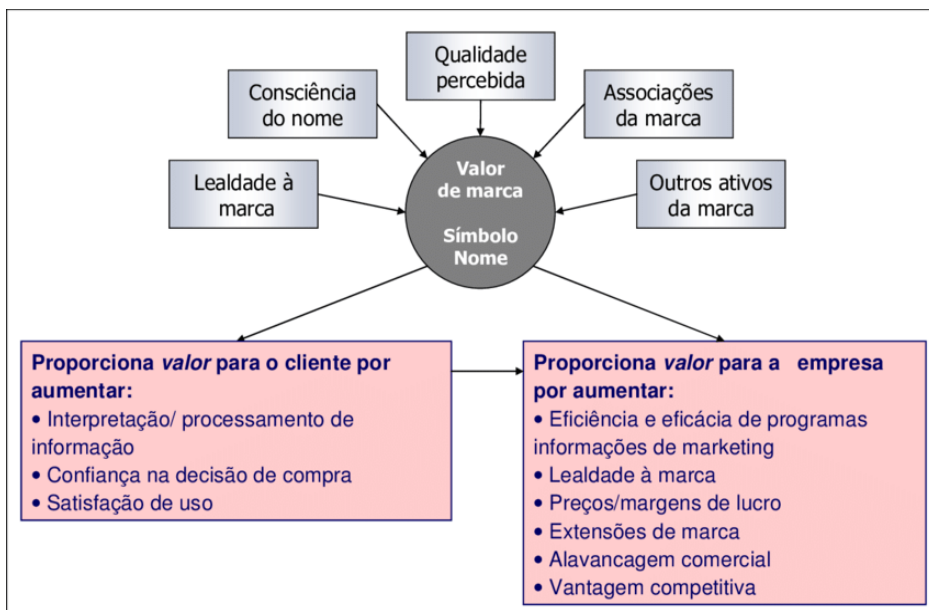 Qualidade
percebida
Consciência
do nome
Associações
da marca
Lealdade à
marca
Outros ativos
da marca
Valor
de marca
Símbolo
Nome
Proporciona valor para o cliente por
aumentar:
• Interpretação/ processamento de
informação
• Confiança na decisão de compra
• Satisfação de uso
Proporciona valor para a empresa
por aumentar:
• Eficiência e eficácia de programas
informações de marketing
• Lealdade à marca
• Preços/margens de lucro
• Extensões de marca
• Alavancagem comercial
• Vantagem competitiva